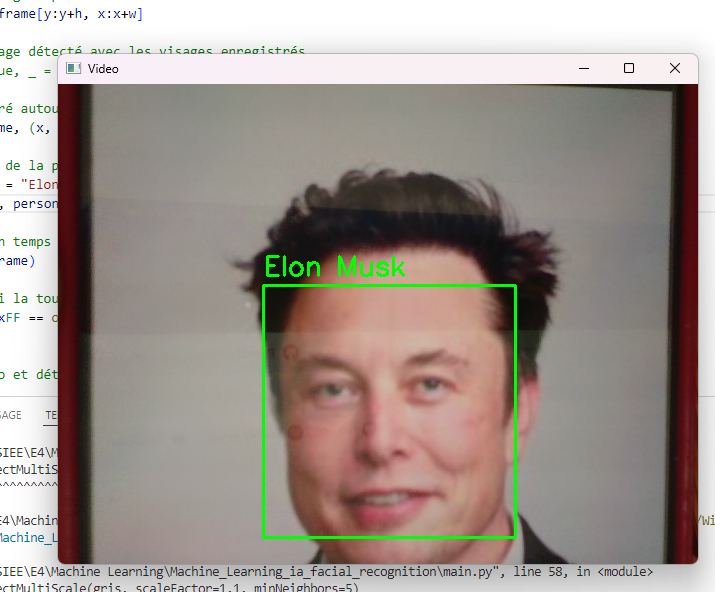 frame[y:y+h, x:x+w]
age détecté avec les visages enregistrés
ue, _ =
Video
ré autou
me, (x,
de la p
= "Elon
, person
Elon Musk
n temps
rame)
i la tou
xFF ==
o et dét
SAGE TE
SIEE\E4\M
ectMultiS
^^^^^^^^^
E4\Machin
/Wi
Machine_L
SIEE\E4\Machine Learning\Machine_Learning_ia_facial_recognition\main.py", line 58, in <module>
ectMultiScale(gris, scaleFactor=1.1, minNeighbors=5)